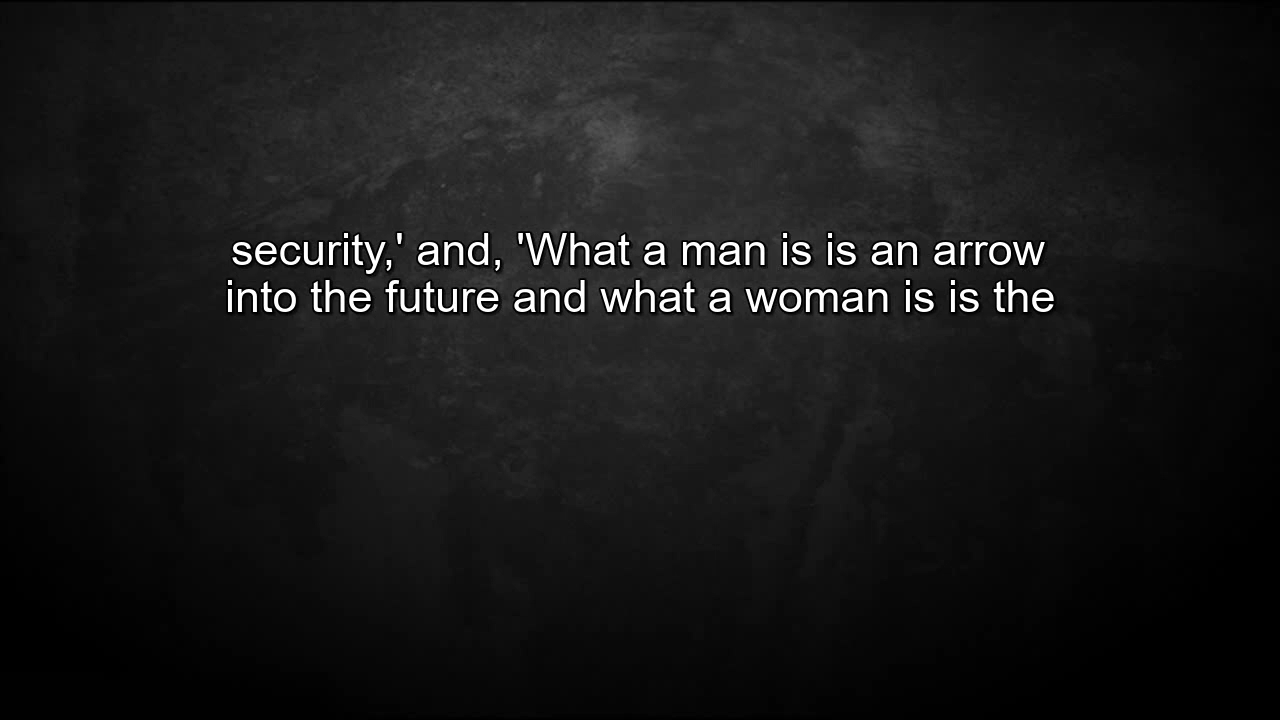 security,' and, 'What a man is is an arrow
into the future and what a woman is is the